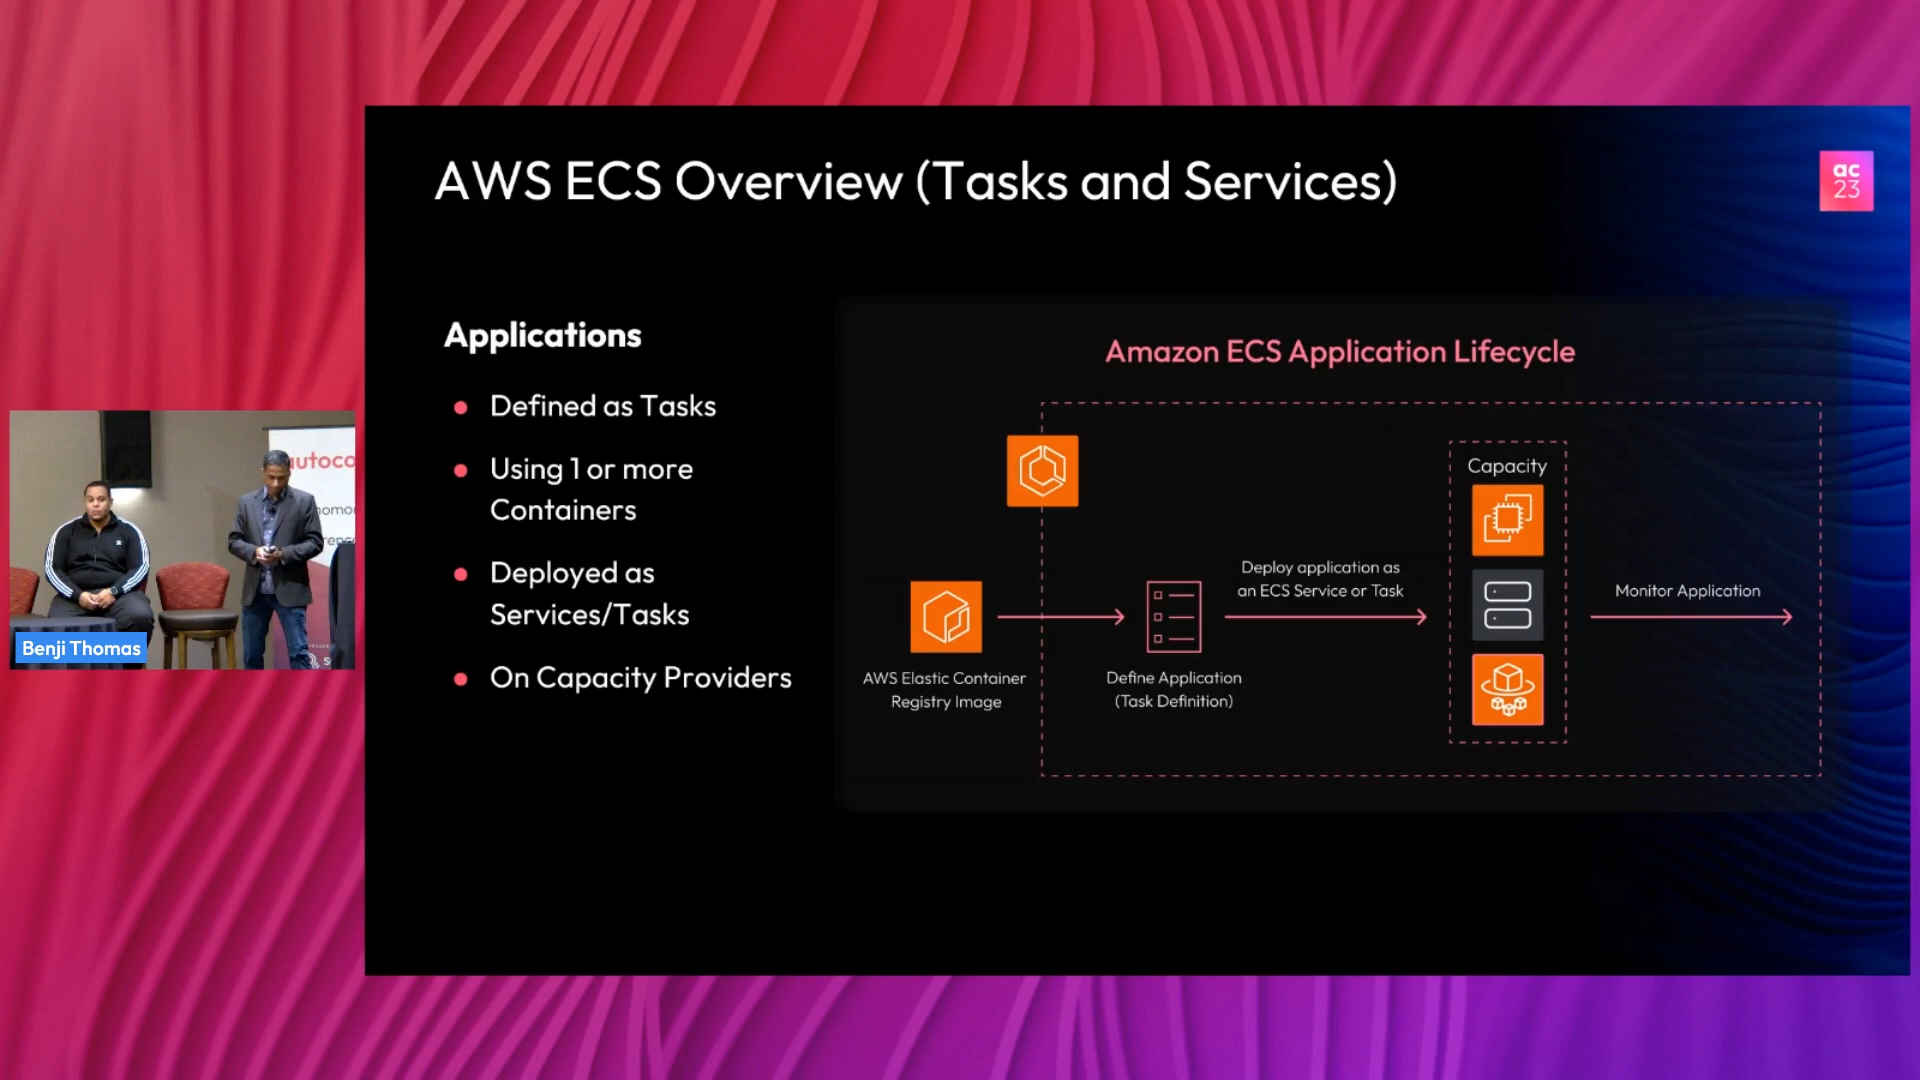 AWS ECS Overview (Tasks and Services)
ac
23
Applications
Defined as Tasks
Using 1 or more
Containers
Deployed as
Services/Tasks
On Capacity Providers
Amazon ECS Application Lifecycle
Capacity
Deploy application as
an ECS Service or Task
Monitor Application
AWS Elastic Container
Registry Image
Define Application
(Task Definition)
autoco
Benji Thomas